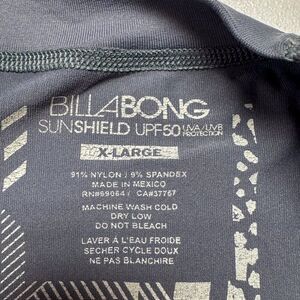 BILLABONG
SUNSHIELD UPF50 UVA/UVB PROTECTION
X-LARGE
91% NYLON / 9% SPANDEX
MADE IN MEXICO
RN#99064 / CA#37767
MACHINE WASH COLD
DRY LOW
DO NOT BLEACH
LAVER À L'EAU FROIDE
SECHER CYCLE DOUX
NE PAS BLANCHIRE